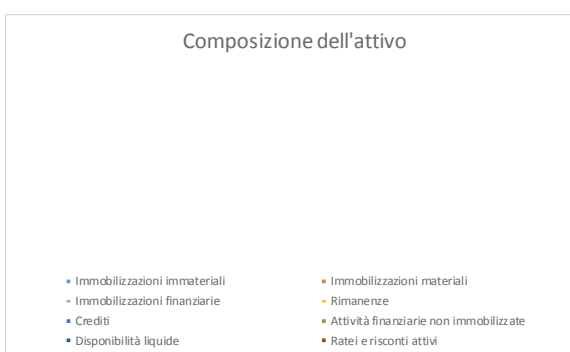 Composizione dell'attivo
Immobilizzazioni immateriali
Immobilizzazioni materiali
Immobilizzazioni finanziarie
Rimanenze
Crediti
Attività finanziarie non immobilizzate
Disponibilità liquide
Ratei e risconti attivi